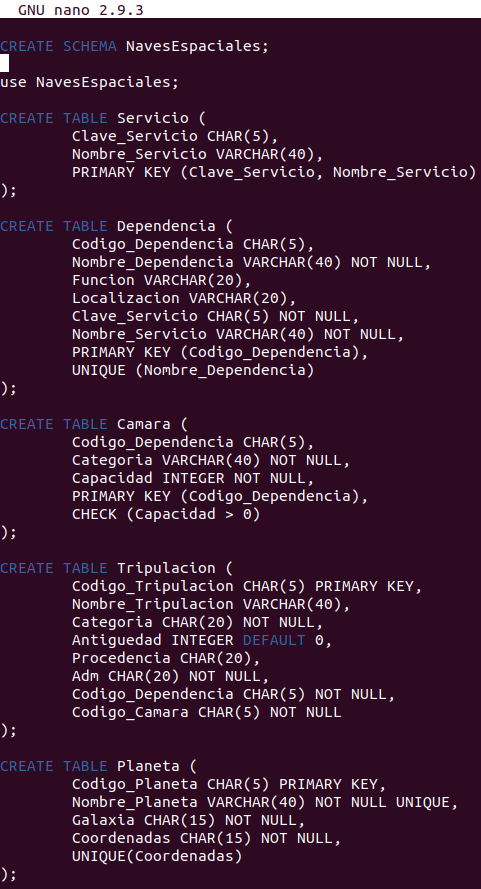 GNU nano 2.9.3
CREATE SCHEMA NavesEspaciales;
use NavesEspaciales;
CREATE TABLE Servicio (
Clave_Servicio CHAR(5),
Nombre_Servicio VARCHAR(40),
PRIMARY KEY (Clave_Servicio, Nombre_Servicio)
);
CREATE TABLE Dependencia (
Codigo_Dependencia CHAR(5),
Nombre_Dependencia VARCHAR(40) NOT NULL,
Funcion VARCHAR(20),
Localizacion VARCHAR(20),
Clave_Servicio CHAR(5) NOT NULL,
Nombre_Servicio VARCHAR(40) NOT NULL,
PRIMARY KEY (Codigo_Dependencia),
UNIQUE (Nombre_Dependencia)
);
CREATE TABLE Camara (
Codigo_Dependencia CHAR(5),
Categoria VARCHAR(40) NOT NULL,
Capacidad INTEGER NOT NULL,
PRIMARY KEY (Codigo_Dependencia),
CHECK (Capacidad > 0)
);
CREATE TABLE Tripulacion (
Codigo_Tripulacion CHAR(5) PRIMARY KEY,
Nombre_Tripulacion VARCHAR(40),
Categoria CHAR(20) NOT NULL,
Antiguedad INTEGER DEFAULT 0,
Procedencia CHAR(20),
Adm CHAR(20) NOT NULL,
Codigo_Dependencia CHAR(5) NOT NULL,
Codigo_Camara CHAR(5) NOT NULL
);
CREATE TABLE Planeta (
Codigo_Planeta CHAR(5) PRIMARY KEY,
Nombre_Planeta VARCHAR(40) NOT NULL UNIQUE,
Galaxia CHAR(15) NOT NULL,
Coordenadas CHAR(15) NOT NULL,
UNIQUE(Coordenadas)
);